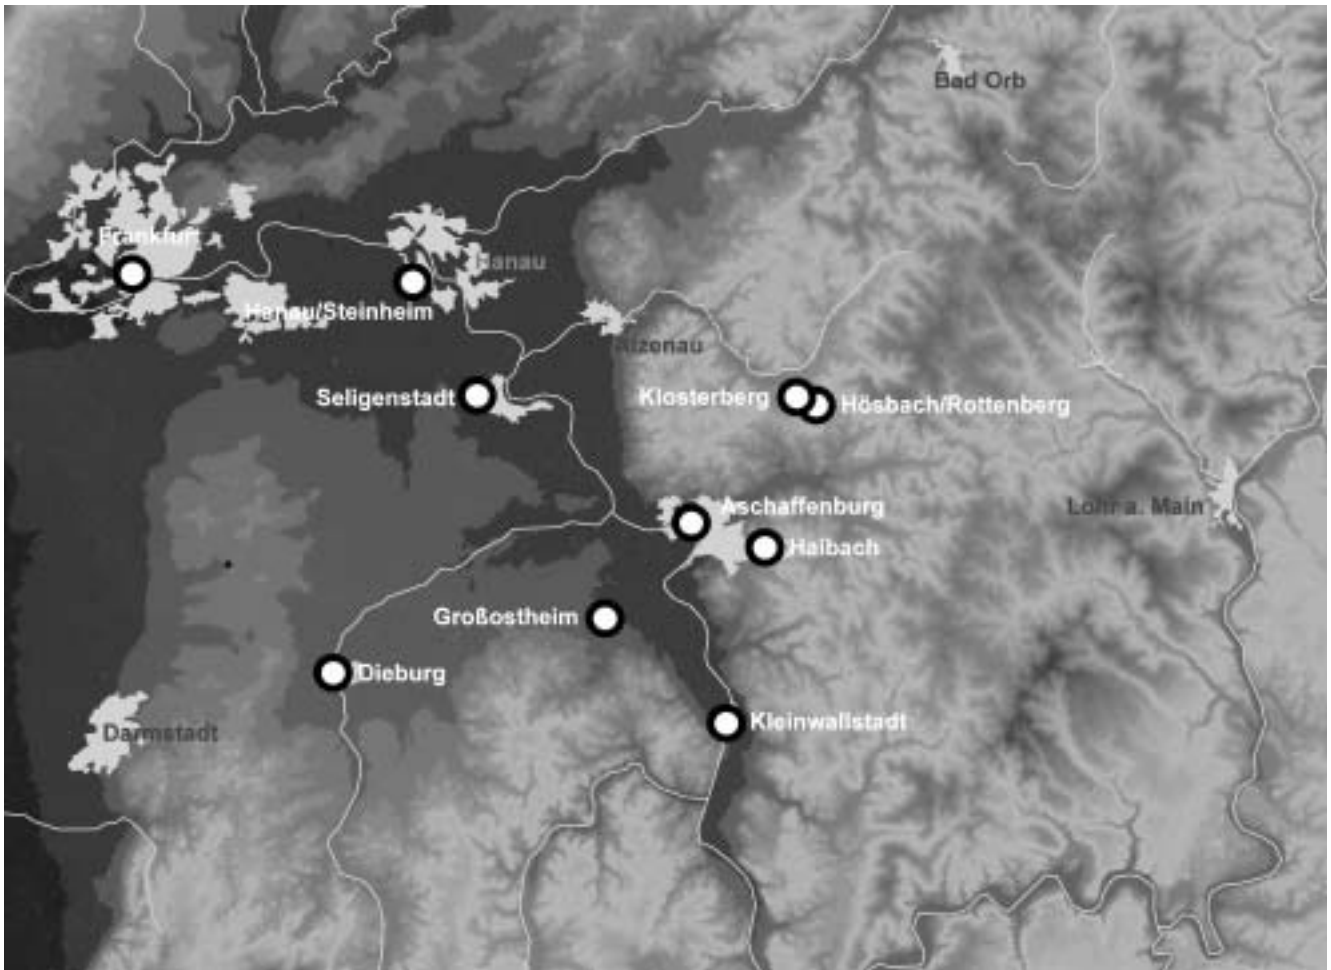 Bad Orb
Frankfurt
Hanau
Hanau/Steinheim
Alzenau
Seligenstadt
Klosterberg
Hösbach/Rottenberg
Aschaffenburg
Lohr a. Main
Haibach
Großostheim
Dieburg
Kleinwallstadt
Darmstadt